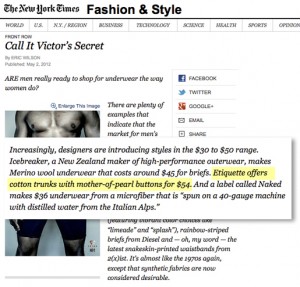 The New York Times
Fashion & Style
WORLD
U.S.
N.Y. / REGION
BUSINESS
TECHNOLOGY
SCIENCE
HEALTH
SPORTS
OPINION
FRONT ROW
Call It Victor's Secret
By ERIC WILSON
Published: May 2, 2012
ARE men really ready to shop for underwear the way
women do?
Enlarge This Image
There are plenty of
examples that
indicate that the
market for men's
FACEBOOK
TWITTER
GOOGLE+
EMAIL
SHARE
Increasingly, designers are introducing styles in the $30 to $50 range.
Icebreaker, a New Zealand maker of high-performance outerwear, makes
Merino wool underwear that costs around $45 for briefs. Etiquette offers
cotton trunks with mother-of-pearl buttons for $54. And a label called Naked
makes $36 underwear from a microfiber that is "spun on a 40-gauge machine
with distilled water from the Italian Alps."
featuring sorbet color blocks (like
"limeade" and "splash"), rainbow-striped
briefs from Diesel and — oh, my word — the
latest snakeskin-printed waistbands from
2(x)ist. It's almost like the 1970s again,
except that synthetic fabrics are now
considered desirable.